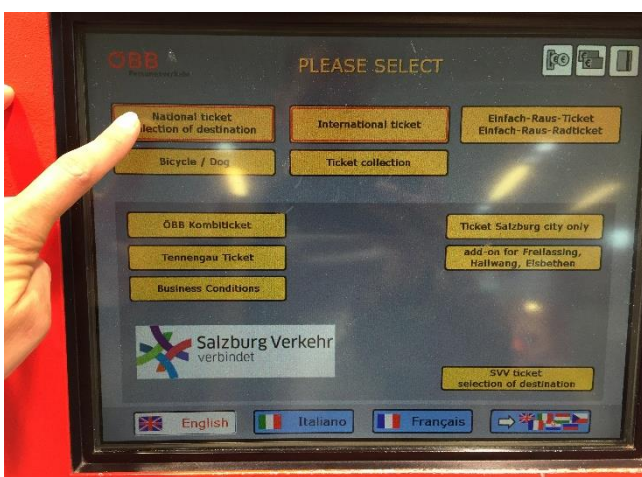 ÖBB
PLEASE SELECT
National ticket
selection of destination
International ticket
Einfach-Raus-Ticket
Einfach-Raus-Radticket
Bicycle / Dog
Ticket collection
ÖBB Kombiticket
Ticket Salzburg city only
Tennengau Ticket
add-on for Freilassing,
Hallwang, Elsbethen
Business Conditions
Salzburg Verkehr
verbindet
SVV ticket
selection of destination
English
Italiano
Français